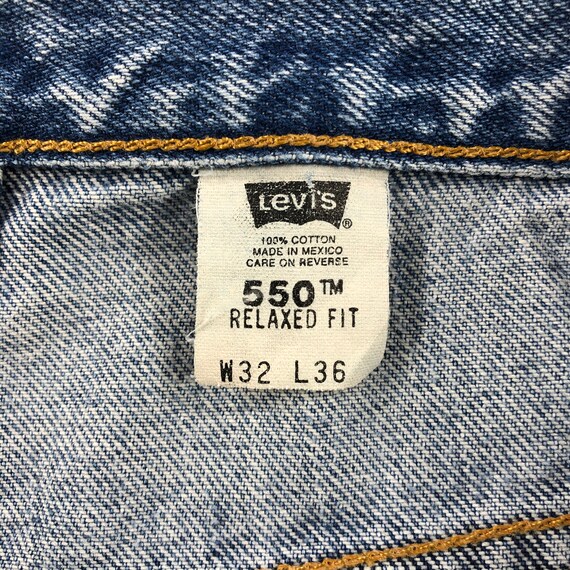 Levi's ®
100% COTTON
MADE IN MEXICO
CARE ON REVERSE
550™
RELAXED FIT
W32 L36